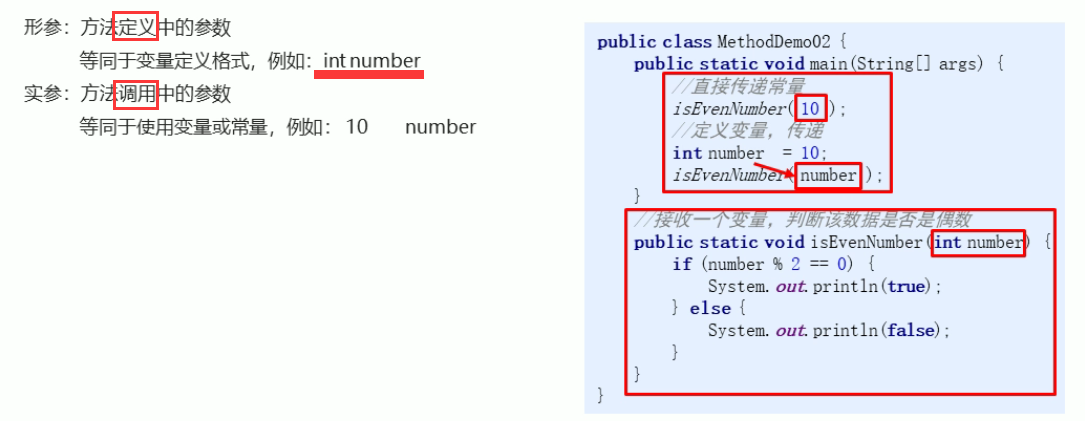 形参：方法定义中的参数
等同于变量定义格式，例如：int number
实参：方法调用中的参数
等同于使用变量或常量，例如： 10 number
public class MethodDemo02 {
public static void main(String[] args) {
//直接传递常量
isEvenNumber( 10 );
//定义变量，传递
int number = 10;
isEvenNumber( number );
}
//接收一个变量，判断该数据是否是偶数
public static void isEvenNumber(int number) {
if (number % 2 == 0) {
System.out.println(true);
} else {
System.out.println(false);
}
}
}